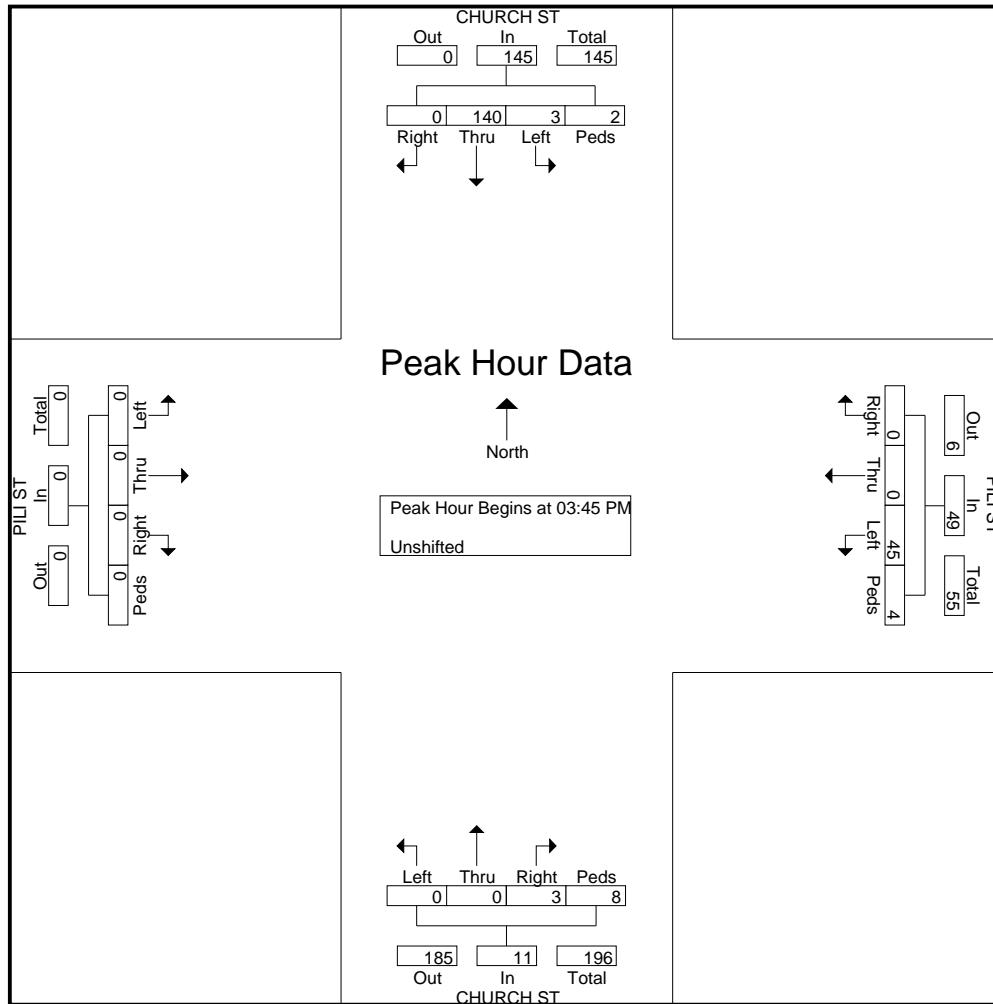 CHURCH ST
Out In Total
0 145 145
0 140 3 2
Right Thru Left Peds
Peak Hour Data
North
Peak Hour Begins at 03:45 PM
Unshifted
PILI ST
Total In Out
0 0 0
0 0 0 0
Left Thru Right Peds
Right Thru Left Peds
0 0 45 4
Out In Total
6 49 55
PILI ST
Left Thru Right Peds
0 0 3 8
185 11 196
Out In Total
CHURCH ST